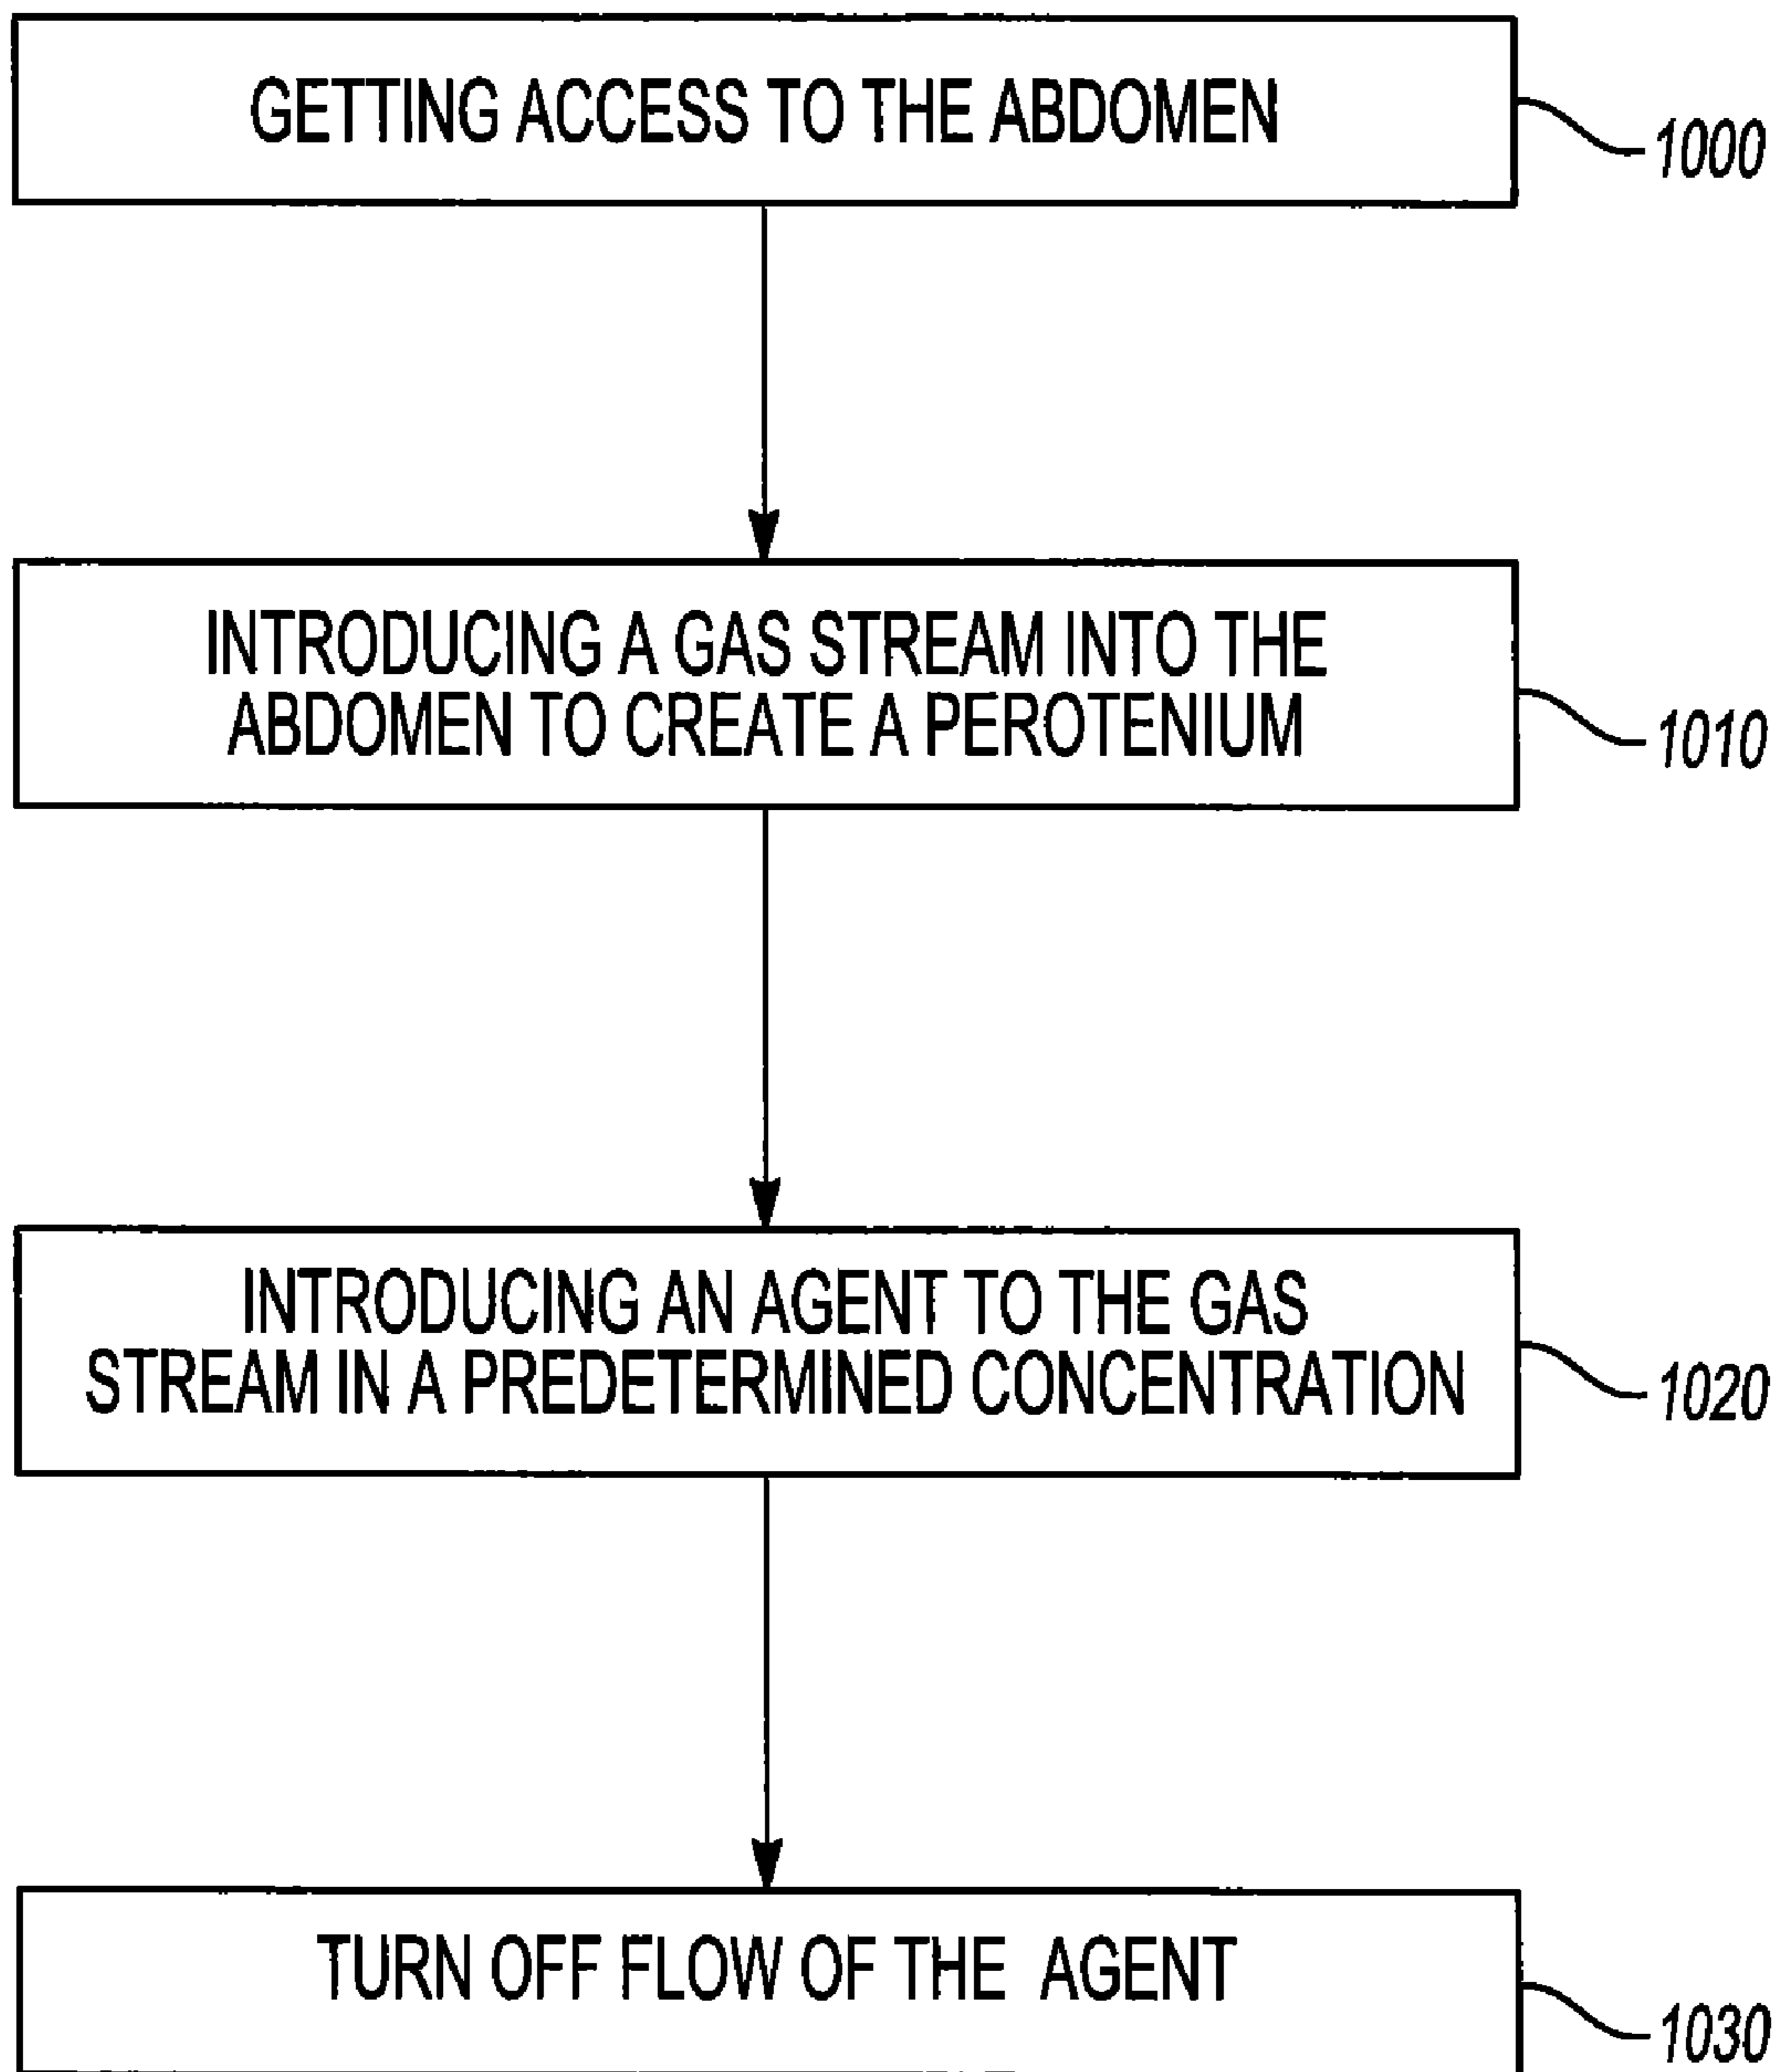 GETTING ACCESS TO THE ABDOMEN
1000
INTRODUCING A GAS STREAM INTO THE
ABDOMEN TO CREATE A PEROTENIUM
1010
INTRODUCING AN AGENT TO THE GAS
STREAM IN A PREDETERMINED CONCENTRATION
1020
TURN OFF FLOW OF THE AGENT
1030